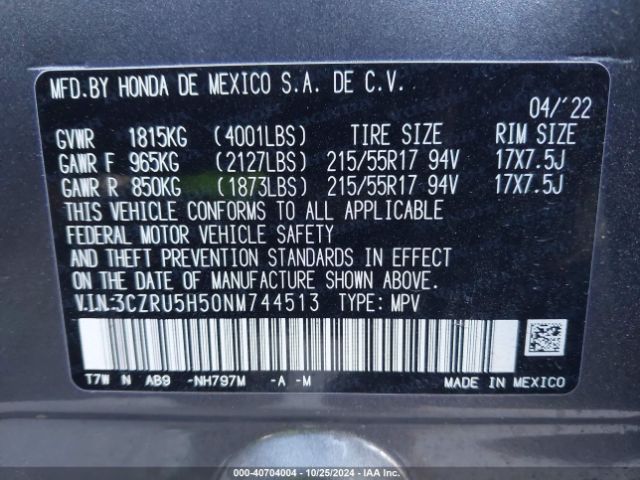 MFD.BY HONDA DE MEXICO S.A. DE C.V.
04/'22
GVWR 1815KG (4001LBS) TIRE SIZE RIM SIZE
GAWR F 965KG (2127LBS) 215/55R17 94V 17X7.5J
GAWR R 850KG (1873LBS) 215/55R17 94V 17X7.5J
THIS VEHICLE CONFORMS TO ALL APPLICABLE
FEDERAL MOTOR VEHICLE SAFETY
AND THEFT PREVENTION STANDARDS IN EFFECT
ON THE DATE OF MANUFACTURE SHOWN ABOVE.
V.I.N:3CZRU5H50NM744513 TYPE: MPV
T7W N AB9 -NH797M -A -M MADE IN MEXICO
000-40704004 | 10/25/2024 | IAAI.com